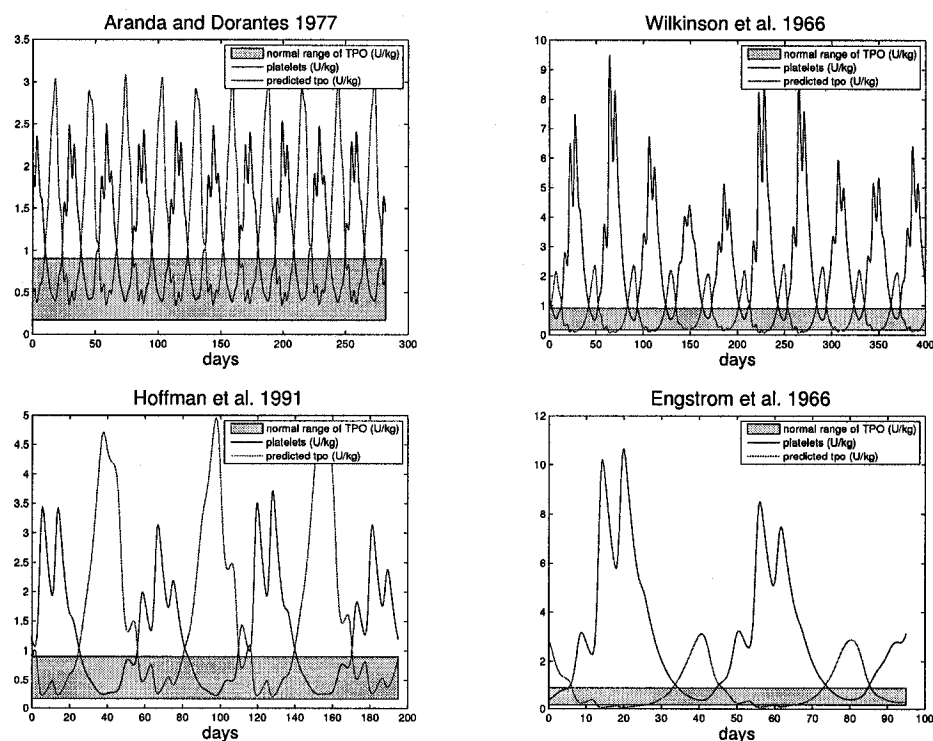 Aranda and Dorantes 1977
3.5
3
2.5
2
1.5
1
0.5
0
0 50 100 150 200 250 300
days
normal range of TPO (U/kg)
platelets (U/kg)
predicted tpo (U/kg)
Wilkinson et al. 1966
10
9
8
7
6
5
4
3
2
1
0
0 50 100 150 200 250 300 350 400
days
normal range of TPO (U/kg)
platelets (U/kg)
predicted tpo (U/kg)
Hoffman et al. 1991
5
4.5
4
3.5
3
2.5
2
1.5
1
0.5
0
0 20 40 60 80 100 120 140 160 180 200
days
normal range of TPO (U/kg)
platelets (U/kg)
predicted tpo (U/kg)
Engstrom et al. 1966
12
10
8
6
4
2
0
0 10 20 30 40 50 60 70 80 90 100
days
normal range of TPO (U/kg)
platelets (U/kg)
predicted tpo (U/kg)